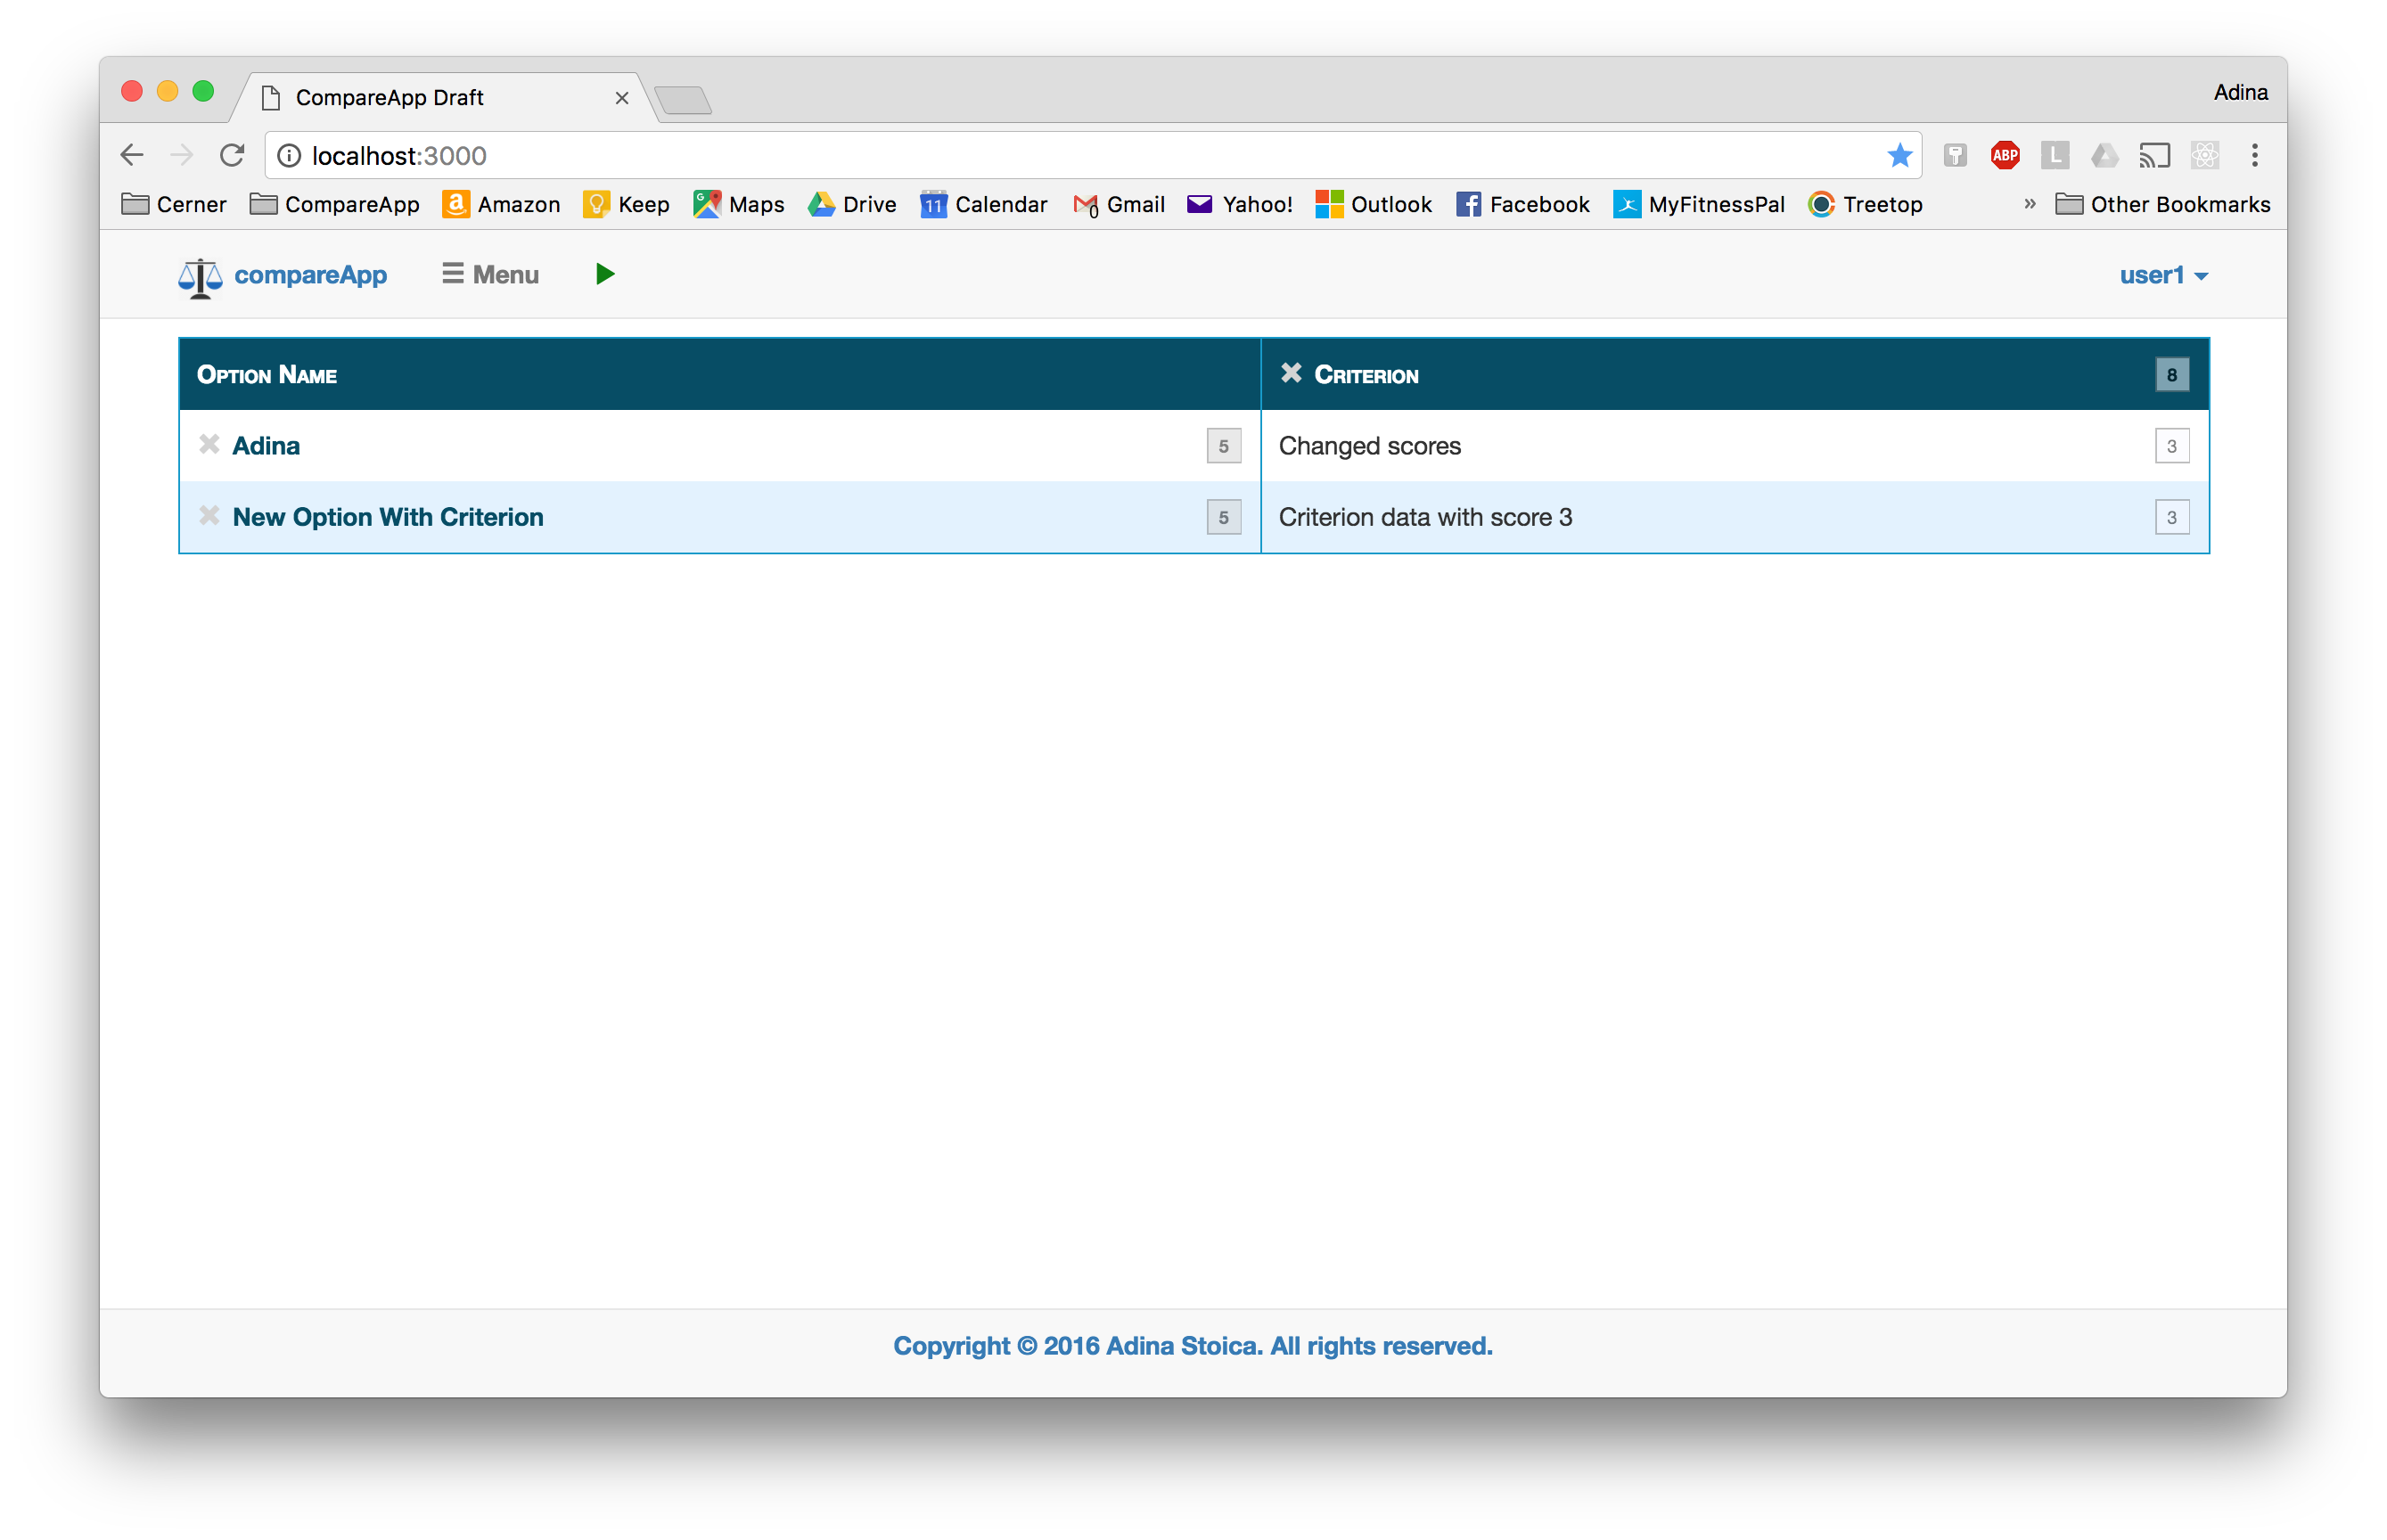 CompareApp Draft
Adina
localhost:3000
ABP
L
Cerner
CompareApp
a
Amazon
Keep
G
Maps
Drive
11
Calendar
0
Gmail
Yahoo!
Outlook
f
Facebook
MyFitnessPal
Treetop
»
Other Bookmarks
compareApp
Menu
user1
Option Name
Criterion
8
Adina
5
Changed scores
3
New Option With Criterion
5
Criterion data with score 3
3
Copyright © 2016 Adina Stoica. All rights reserved.